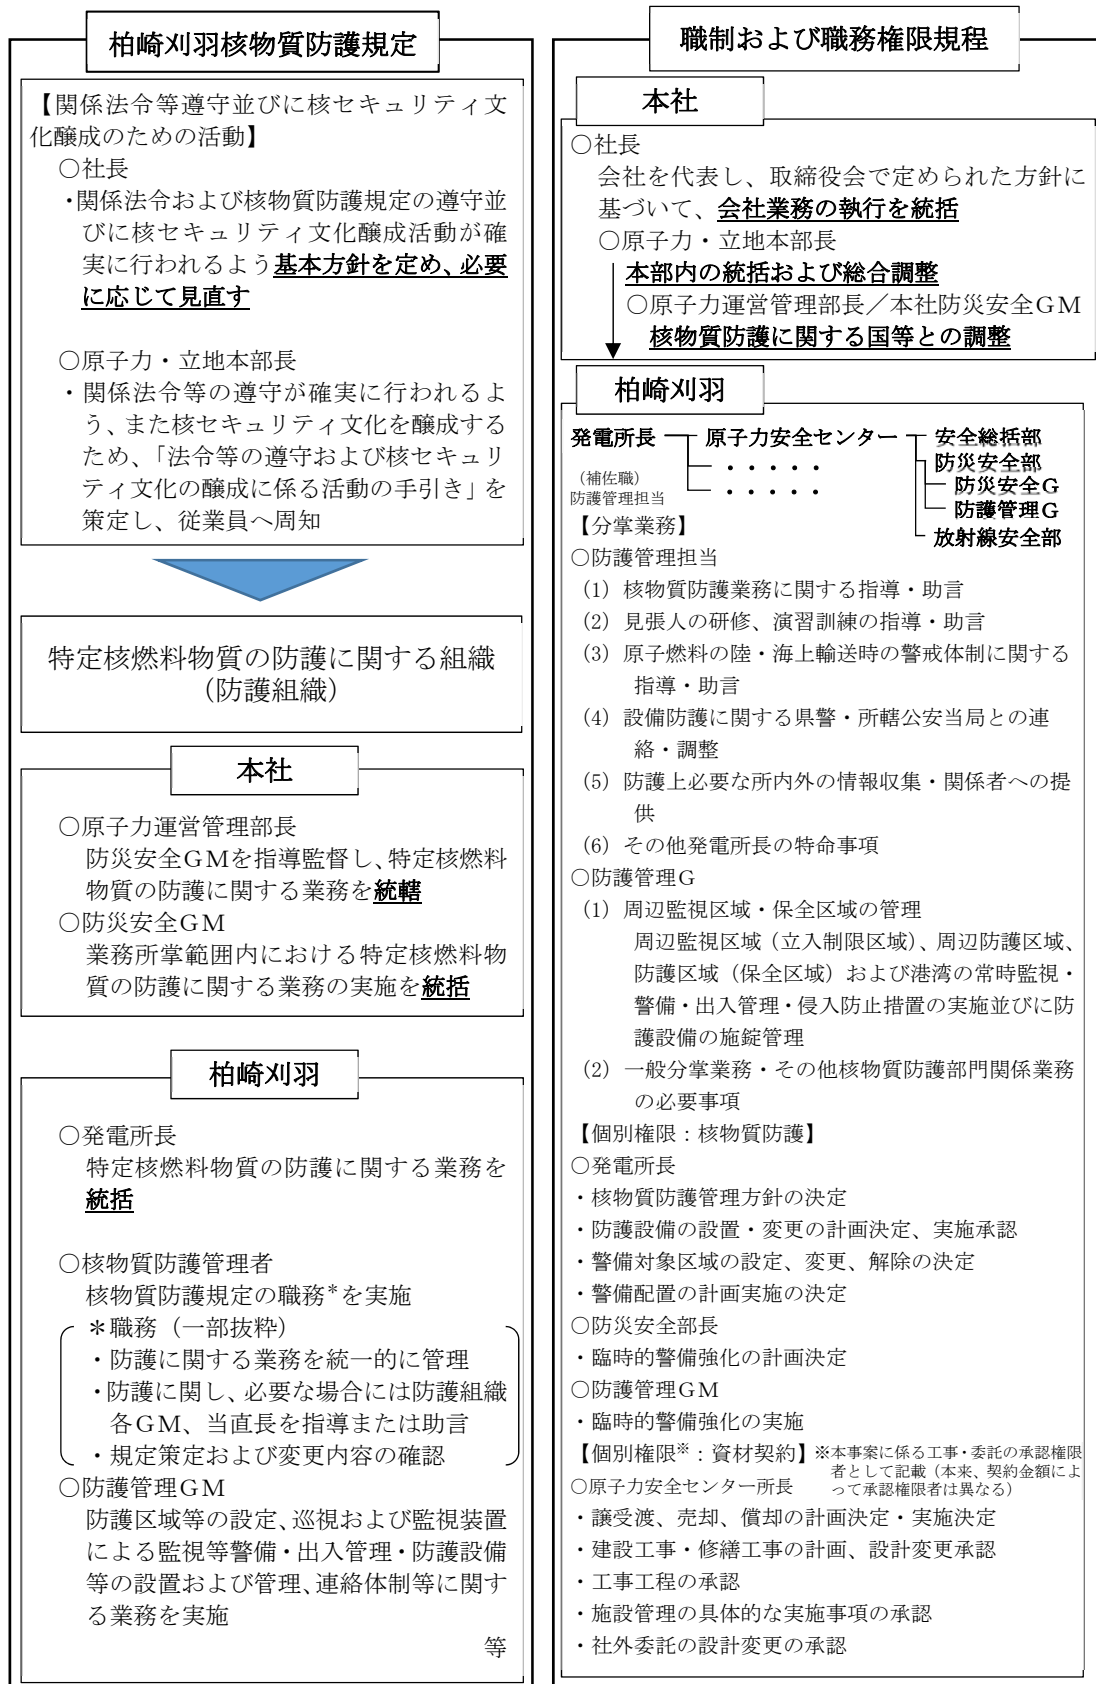 柏崎刈羽核物質防護規定
【関係法令等遵守並びに核セキュリティ文
化醸成のための活動】
○社長
・関係法令および核物質防護規定の遵守並
びに核セキュリティ文化醸成活動が確
実に行われるよう基本方針を定め、必要
に応じて見直す
○原子力・立地本部長
・関係法令等の遵守が確実に行われるよ
う、また核セキュリティ文化を醸成する
ため、「法令等の遵守および核セキュリ
ティ文化の醸成に係る活動の手引き」を
策定し、従業員へ周知
特定核燃料物質の防護に関する組織
(防護組織)
本社
○原子力運営管理部長
防災安全GMを指導監督し、特定核燃料
物質の防護に関する業務を統轄
○防災安全GM
業務所掌範囲内における特定核燃料物
質の防護に関する業務の実施を統括
柏崎刈羽
○発電所長
特定核燃料物質の防護に関する業務を
統括
○核物質防護管理者
核物質防護規定の職務*を実施
＊職務（一部抜粋）
・防護に関する業務を統一的に管理
・防護に関し、必要な場合には防護組織
各GM、当直長を指導または助言
・規定策定および変更内容の確認
○防護管理GM
防護区域等の設定、巡視および監視装置
による監視等警備・出入管理・防護設備
等の設置および管理、連絡体制等に関す
る業務を実施
等
職制および職務権限規程
本社
○社長
会社を代表し、取締役会で定められた方針に
基づいて、会社業務の執行を統括
○原子力・立地本部長
本部内の統括および総合調整
○原子力運営管理部長／本社防災安全GM
核物質防護に関する国等との調整
柏崎刈羽
発電所長 原子力安全センター 安全総括部
・・・・・ 防災安全部
(補佐職) ・・・・・ 防災安全G
防護管理担当 防護管理G
【分掌業務】 放射線安全部
○防護管理担当
(1) 核物質防護業務に関する指導・助言
(2) 見張人の研修、演習訓練の指導・助言
(3) 原子燃料の陸・海上輸送時の警戒体制に関する
指導・助言
(4) 設備防護に関する県警・所轄公安当局との連
絡・調整
(5) 防護上必要な所内外の情報収集・関係者への提
供
(6) その他発電所長の特命事項
○防護管理G
(1) 周辺監視区域・保全区域の管理
周辺監視区域（立入制限区域）、周辺防護区域、
防護区域（保全区域）および港湾の常時監視・
警備・出入管理・侵入防止措置の実施並びに防
護設備の施錠管理
(2) 一般分掌業務・その他核物質防護部門関係業務
の必要事項
【個別権限：核物質防護】
○発電所長
・核物質防護管理方針の決定
・防護設備の設置・変更の計画決定、実施承認
・警備対象区域の設定、変更、解除の決定
・警備配置の計画実施の決定
○防災安全部長
・臨時的警備強化の計画決定
○防護管理GM
・臨時的警備強化の実施
【個別権限※：資材契約】※本事案に係る工事・委託の承認権限
者として記載（本来、契約金額によ
って承認権限者は異なる）
○原子力安全センター所長
・譲受渡、売却、償却の計画決定・実施決定
・建設工事・修繕工事の計画、設計変更承認
・工事工程の承認
・施設管理の具体的な実施事項の承認
・社外委託の設計変更の承認